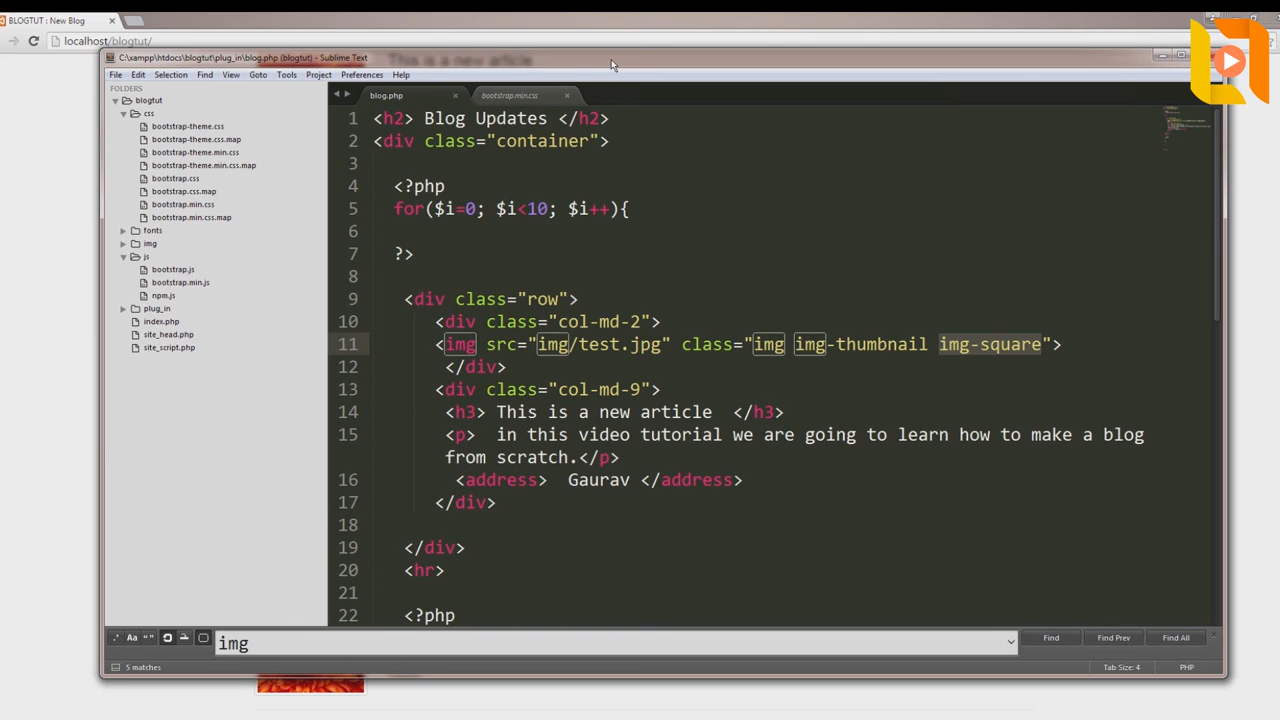 BLOGTUT : New Blog
localhost/blogtut/
This is a new article
C:\xampp\htdocs\blogtut\plug_in\blog.php (blogtut) - Sublime Text
File Edit Selection Find View Goto Tools Project Preferences Help
FOLDERS
blogtut
css
bootstrap-theme.css
bootstrap-theme.css.map
bootstrap-theme.min.css
bootstrap-theme.min.css.map
bootstrap.css
bootstrap.css.map
bootstrap.min.css
bootstrap.min.css.map
fonts
img
js
bootstrap.js
bootstrap.min.js
npm.js
plug_in
index.php
site_head.php
site_script.php
blog.php bootstrap.min.css
1 <h2> Blog Updates </h2>
2 <div class="container">
3
4 <?php
5 for($i=0; $i<10; $i++){
6
7 ?>
8
9 <div class="row">
10 <div class="col-md-2">
11 <img src="img/test.jpg" class="img img-thumbnail img-square">
12 </div>
13 <div class="col-md-9">
14 <h3> This is a new article </h3>
15 <p> in this video tutorial we are going to learn how to make a blog
from scratch.</p>
16 <address> Gaurav </address>
17 </div>
18
19 </div>
20 <hr>
21
22 <?php
.* Aa “”
img
Find Find Prev Find All
5 matches
Tab Size: 4 PHP